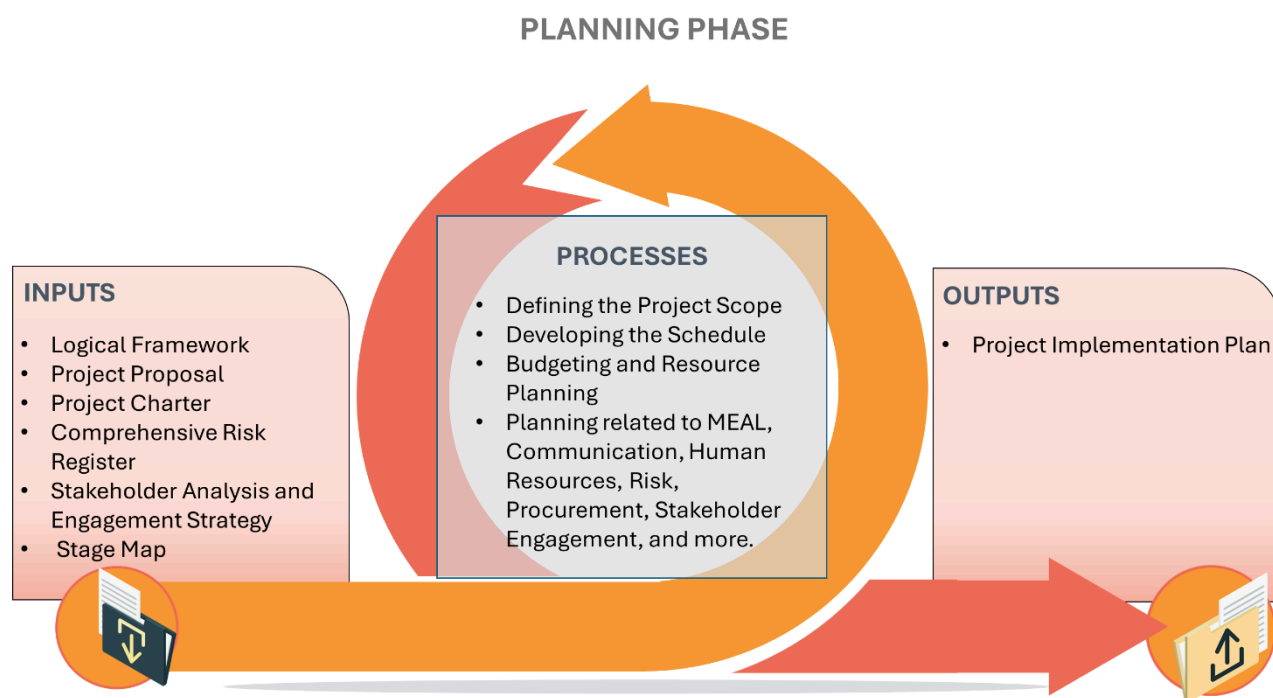 PLANNING PHASE
INPUTS
• Logical Framework
• Project Proposal
• Project Charter
• Comprehensive Risk
Register
• Stakeholder Analysis and
Engagement Strategy
• Stage Map
PROCESSES
• Defining the Project Scope
• Developing the Schedule
• Budgeting and Resource
Planning
• Planning related to MEAL,
Communication, Human
Resources, Risk,
Procurement, Stakeholder
Engagement, and more.
OUTPUTS
• Project Implementation Plan